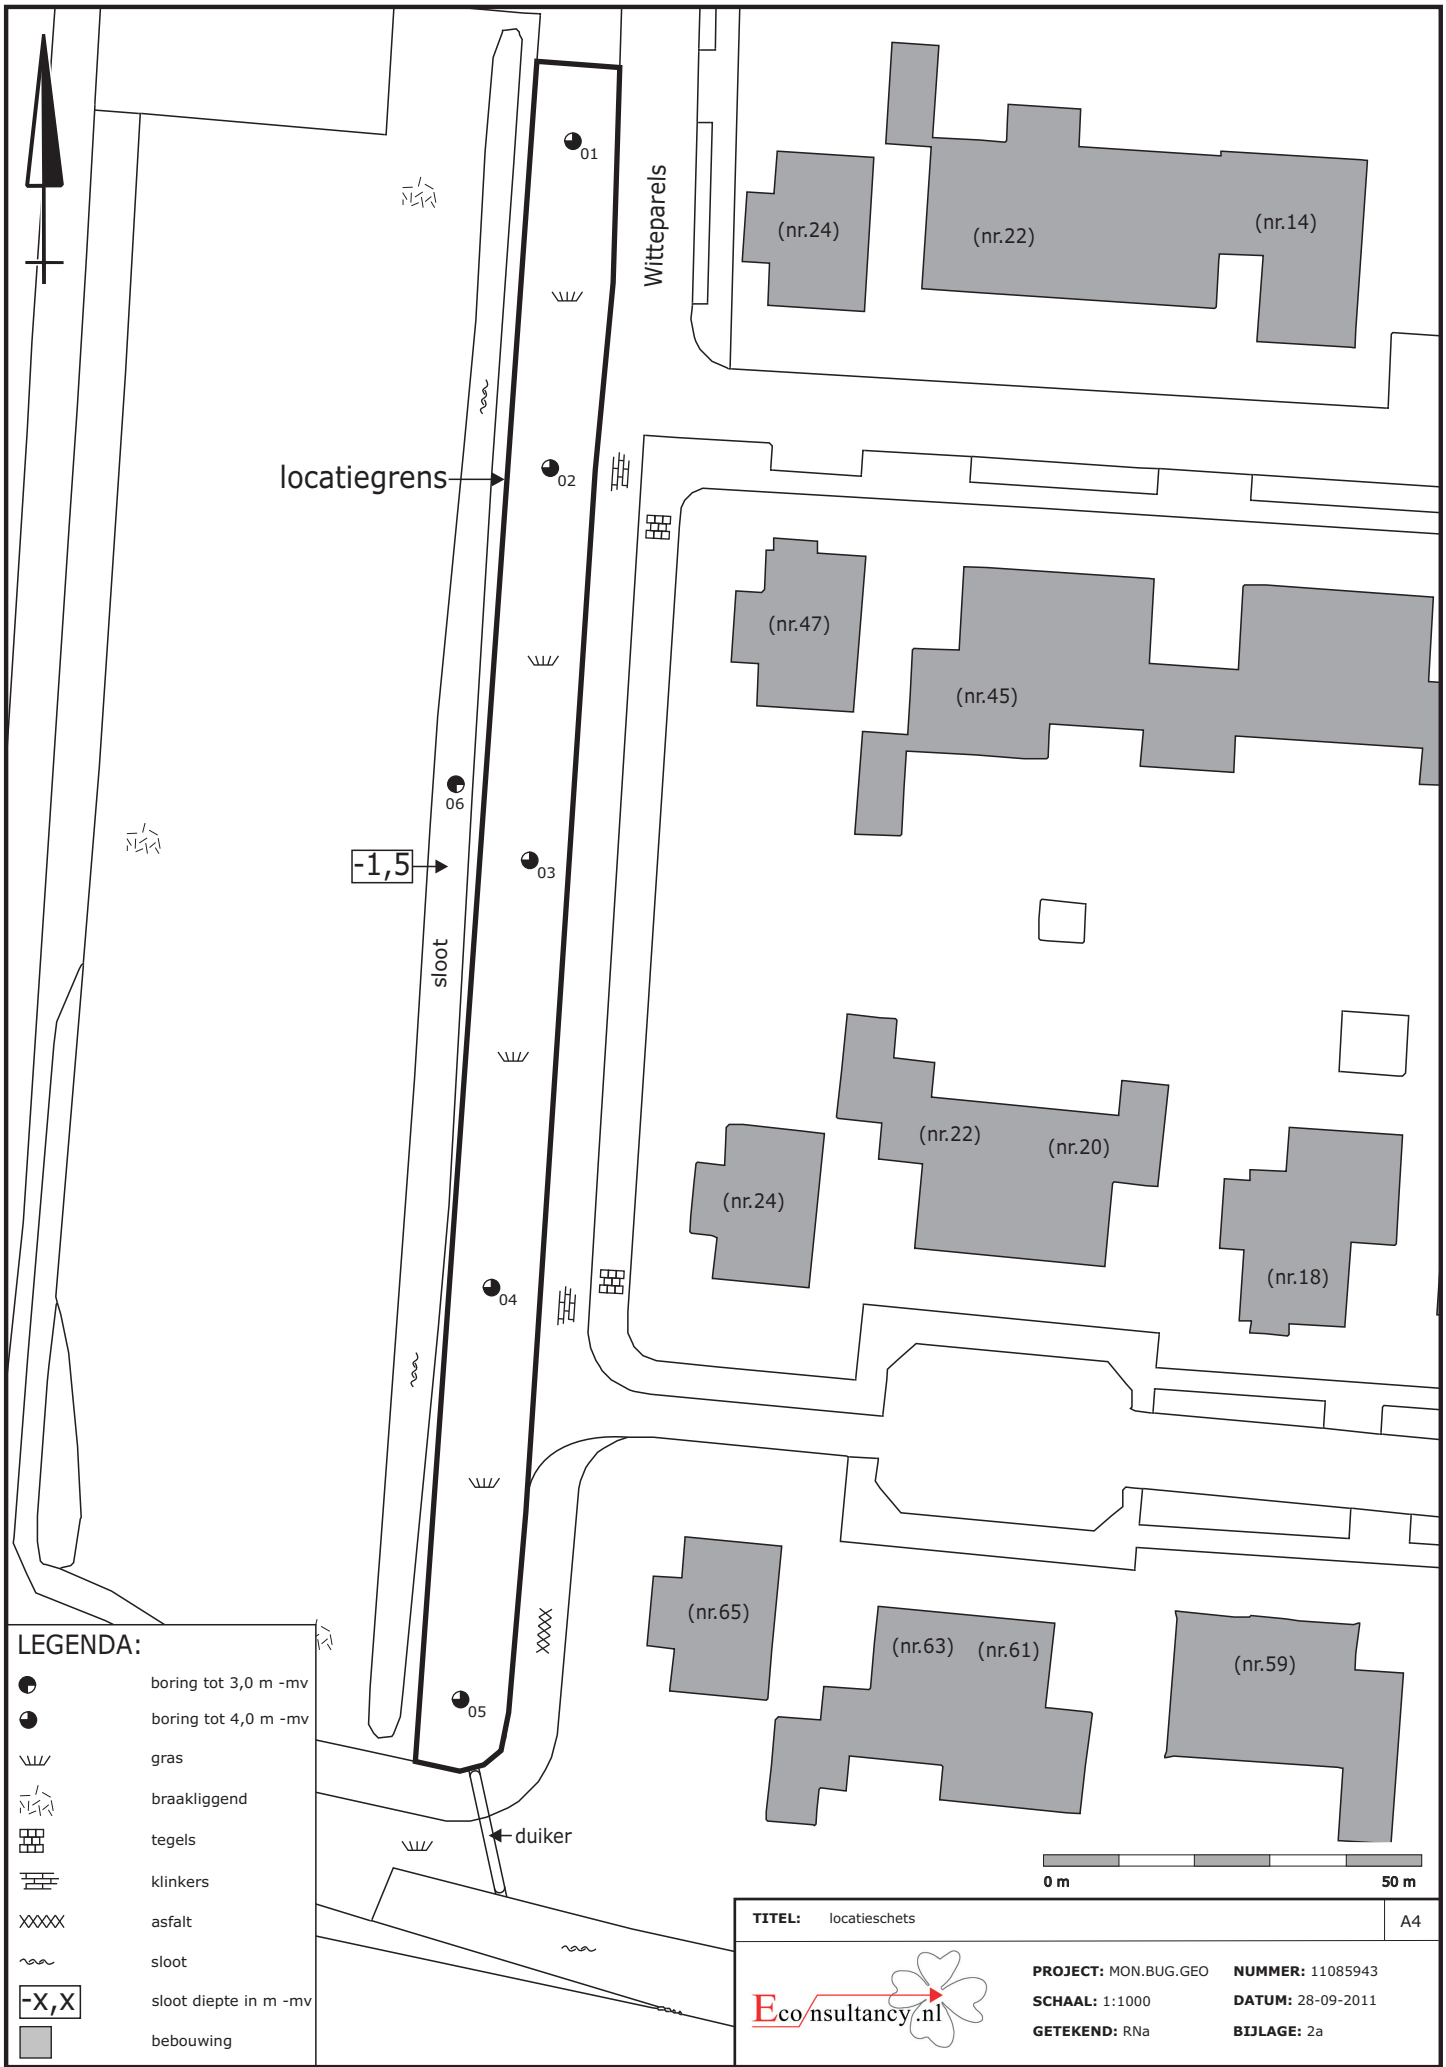 01
Witteparels
(nr.24)
(nr.22)
(nr.14)
locatiegrens
02
(nr.47)
(nr.45)
06
-1,5
03
sloot
(nr.22)
(nr.20)
(nr.24)
(nr.18)
04
(nr.65)
(nr.63)
(nr.61)
(nr.59)
05
duiker
LEGENDA:
boring tot 3,0 m -mv
boring tot 4,0 m -mv
gras
braakliggend
tegels
klinkers
asfalt
sloot
-x,x
sloot diepte in m -mv
bebouwing
0 m
50 m
TITEL: locatieschets
A4
Econsultancy.nl
PROJECT: MON.BUG.GEO NUMMER: 11085943
SCHAAL: 1:1000 DATUM: 28-09-2011
GETEKEND: RNa BIJLAGE: 2a